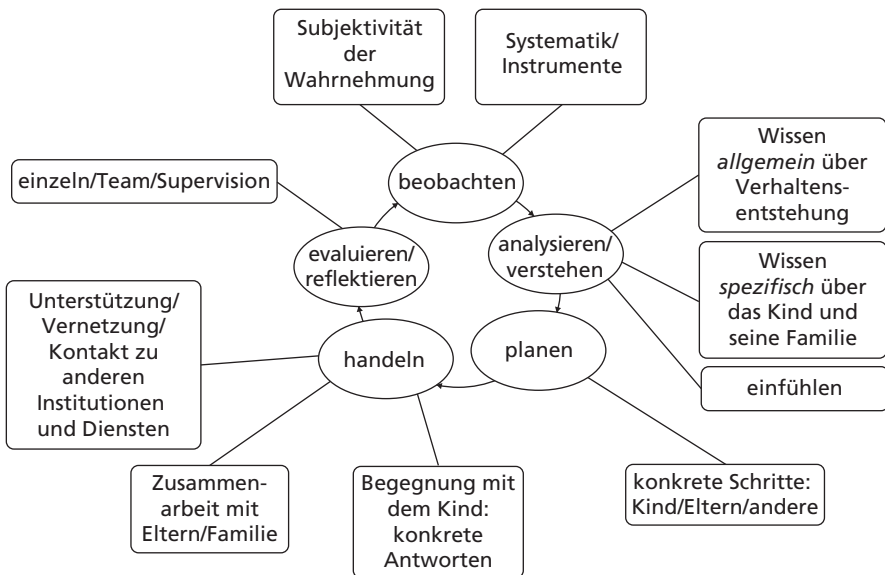 Subjektivität
der
Wahrnehmung
Systematik/
Instrumente
beobachten
Wissen
allgemein über
Verhaltens-
entstehung
einzeln/Team/Supervision
evaluieren/
reflektieren
analysieren/
verstehen
Wissen
spezifisch über
das Kind und
seine Familie
Unterstützung/
Vernetzung/
Kontakt zu
anderen
Institutionen
und Diensten
handeln
planen
einfühlen
Zusammen-
arbeit mit
Eltern/Familie
Begegnung mit
dem Kind:
konkrete
Antworten
konkrete Schritte:
Kind/Eltern/andere